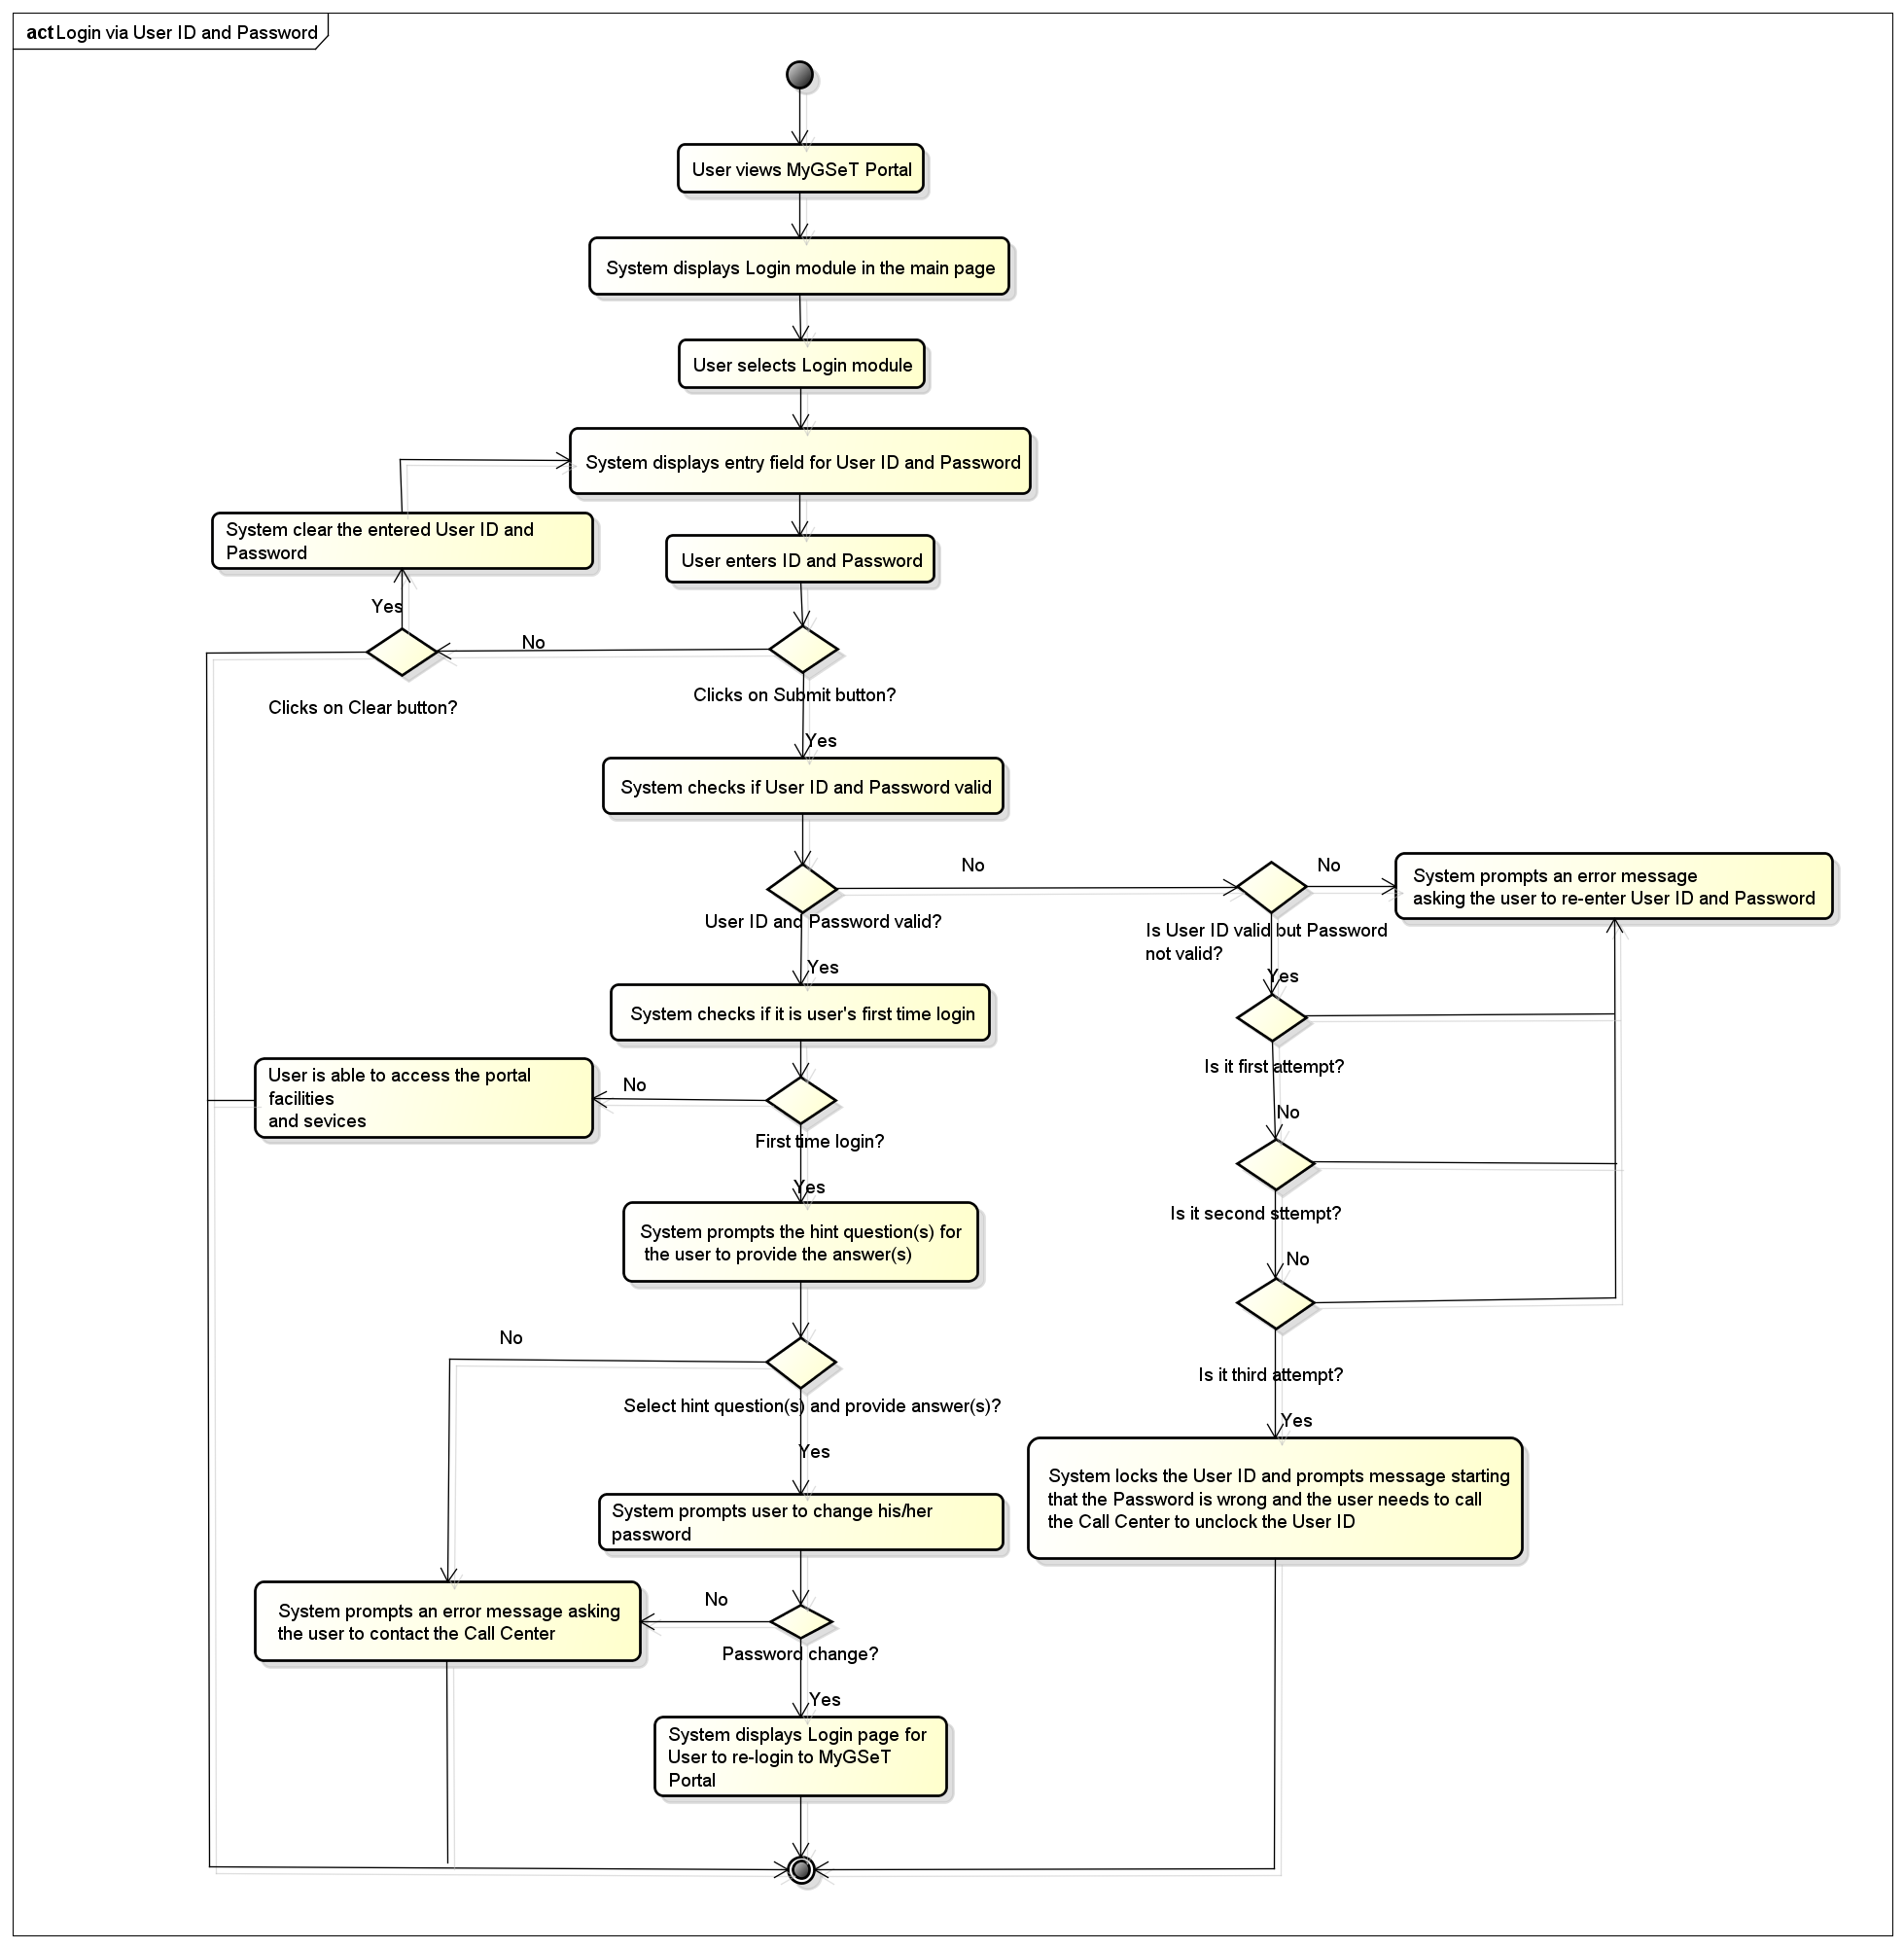 act Login via User ID and Password
User views MyGSeT Portal
System displays Login module in the main page
User selects Login module
System displays entry field for User ID and Password
System clear the entered User ID and
Password
User enters ID and Password
Yes
No
Clicks on Submit button?
Clicks on Clear button?
Yes
System checks if User ID and Password valid
No
No
System prompts an error message
asking the user to re-enter User ID and Password
User ID and Password valid?
Is User ID valid but Password
not valid?
Yes
Yes
System checks if it is user's first time login
Is it first attempt?
User is able to access the portal
facilities
and sevices
No
No
First time login?
Yes
Is it second sttempt?
System prompts the hint question(s) for
the user to provide the answer(s)
No
No
Is it third attempt?
Select hint question(s) and provide answer(s)?
Yes
Yes
System locks the User ID and prompts message starting
that the Password is wrong and the user needs to call
the Call Center to unclock the User ID
System prompts user to change his/her
password
No
System prompts an error message asking
the user to contact the Call Center
Password change?
Yes
System displays Login page for
User to re-login to MyGSeT
Portal